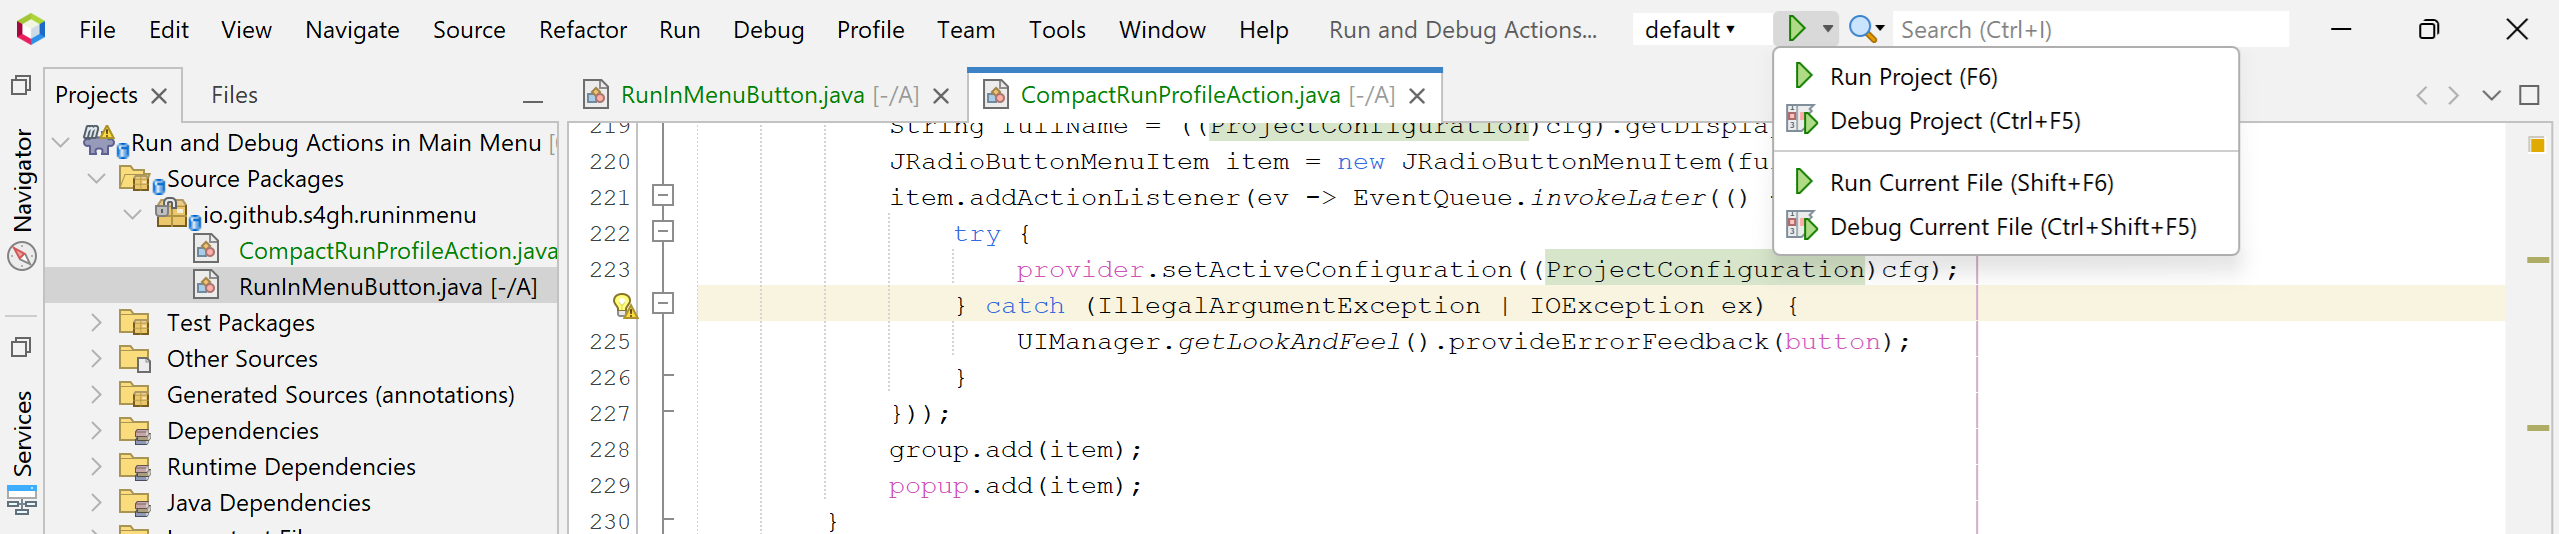 File Edit View Navigate Source Refactor Run Debug Profile Team Tools Window Help Run and Debug Actions... default Search (Ctrl+I)
Run Project (F6)
Debug Project (Ctrl+F5)
Run Current File (Shift+F6)
Debug Current File (Ctrl+Shift+F5)
Navigator
Services
Projects Files
Run and Debug Actions in Main Menu
Source Packages
io.github.s4gh.runinmenu
CompactRunProfileAction.java
RunInMenuButton.java [-/A]
Test Packages
Other Sources
Generated Sources (annotations)
Dependencies
Runtime Dependencies
Java Dependencies
RunInMenuButton.java [-/A] CompactRunProfileAction.java [-/A]
219 String fullName = ((ProjectConfiguration)cfg).getDispla
220 JRadioButtonMenuItem item = new JRadioButtonMenuItem(fu
221 item.addActionListener(ev -> EventQueue.invokeLater(()
222 try {
223 provider.setActiveConfiguration((ProjectConfiguration)cfg);
} catch (IllegalArgumentException | IOException ex) {
225 UIManager.getLookAndFeel().provideErrorFeedback(button);
226 }
227 }));
228 group.add(item);
229 popup.add(item);
230 }